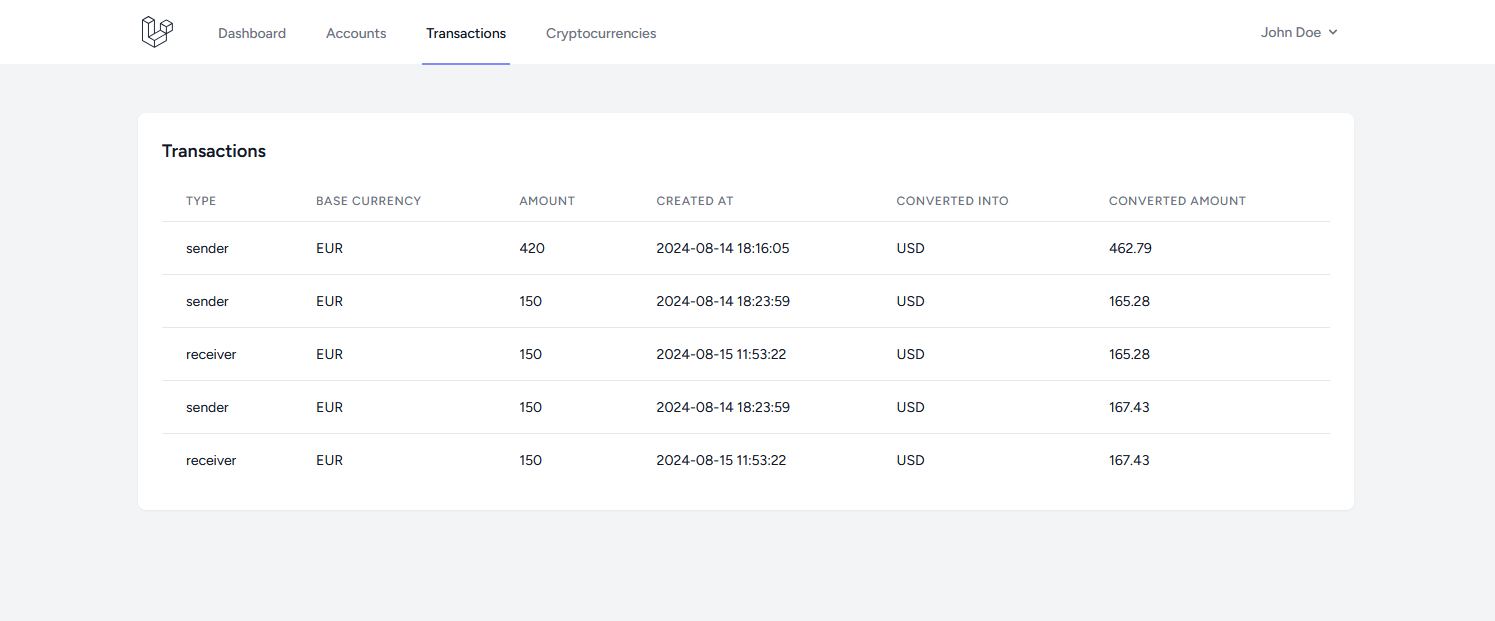 Dashboard Accounts Transactions Cryptocurrencies John Doe
Transactions
TYPE BASE CURRENCY AMOUNT CREATED AT CONVERTED INTO CONVERTED AMOUNT
sender EUR 420 2024-08-14 18:16:05 USD 462.79
sender EUR 150 2024-08-14 18:23:59 USD 165.28
receiver EUR 150 2024-08-15 11:53:22 USD 165.28
sender EUR 150 2024-08-14 18:23:59 USD 167.43
receiver EUR 150 2024-08-15 11:53:22 USD 167.43